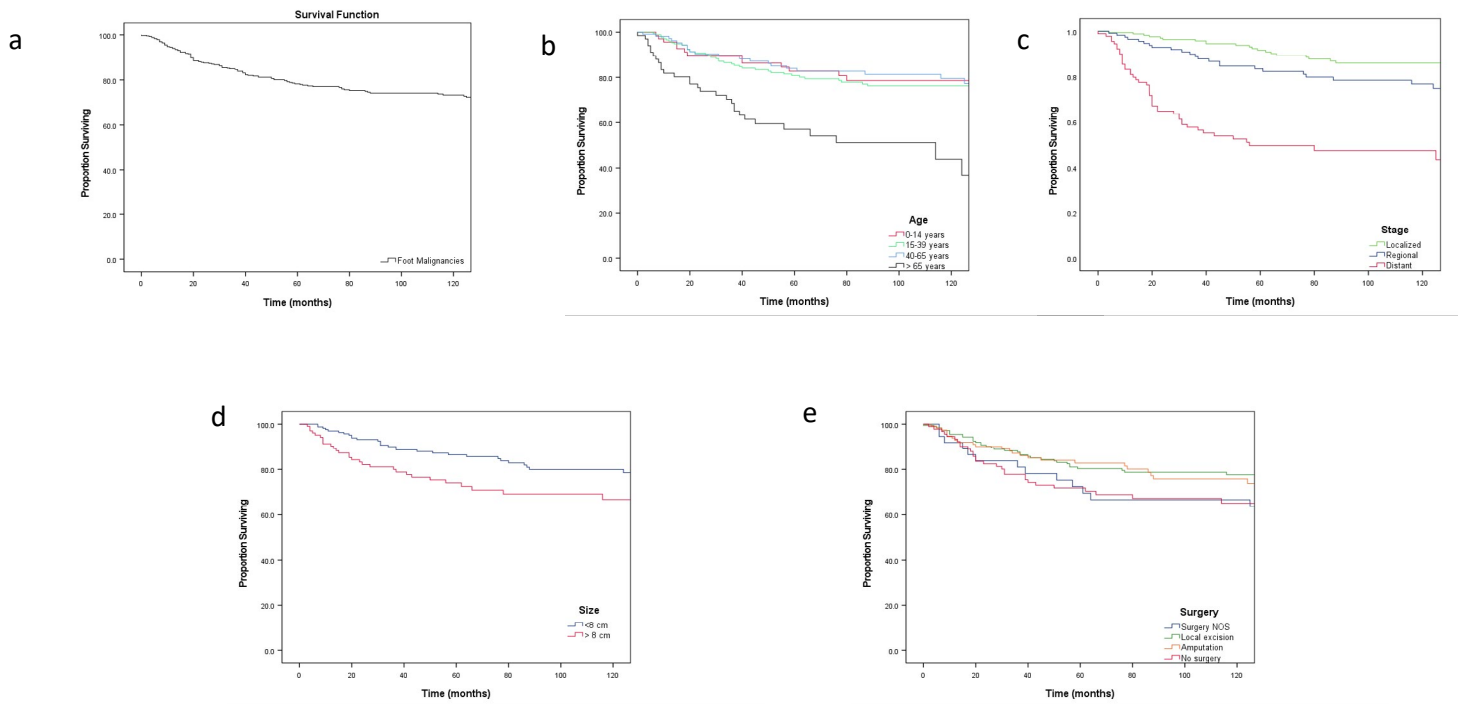 a
Survival Function
100.0
80.0
60.0
40.0
20.0
0.0
Proportion Surviving
0 20 40 60 80 100 120
Time (months)
Foot Malignancies
b
100.0
80.0
60.0
40.0
20.0
0.0
Proportion Surviving
0 20 40 60 80 100 120
Time (months)
Age
0-14 years
15-39 years
40-65 years
> 65 years
c
1.0
0.8
0.6
0.4
0.2
0.0
Proportion Surviving
0 20 40 60 80 100 120
Time (months)
Stage
Localized
Regional
Distant
d
100.0
80.0
60.0
40.0
20.0
0.0
Proportion Surviving
0 20 40 60 80 100 120
Time (months)
Size
<8 cm
> 8 cm
e
100.0
80.0
60.0
40.0
20.0
0.0
Proportion Surviving
0 20 40 60 80 100 120
Time (months)
Surgery
Surgery NOS
Local excision
Amputation
No surgery